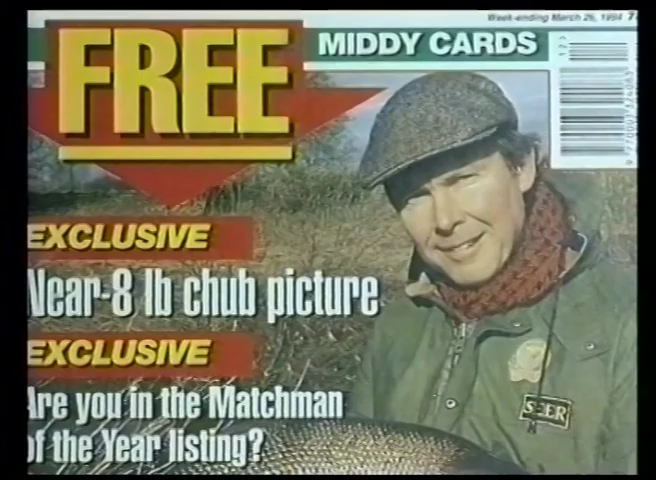 Week-ending March 26, 1994 7
FREE
MIDDY CARDS
EXCLUSIVE
Near-8 lb chub picture
EXCLUSIVE
Are you in the Matchman
of the Year listing?
SEER